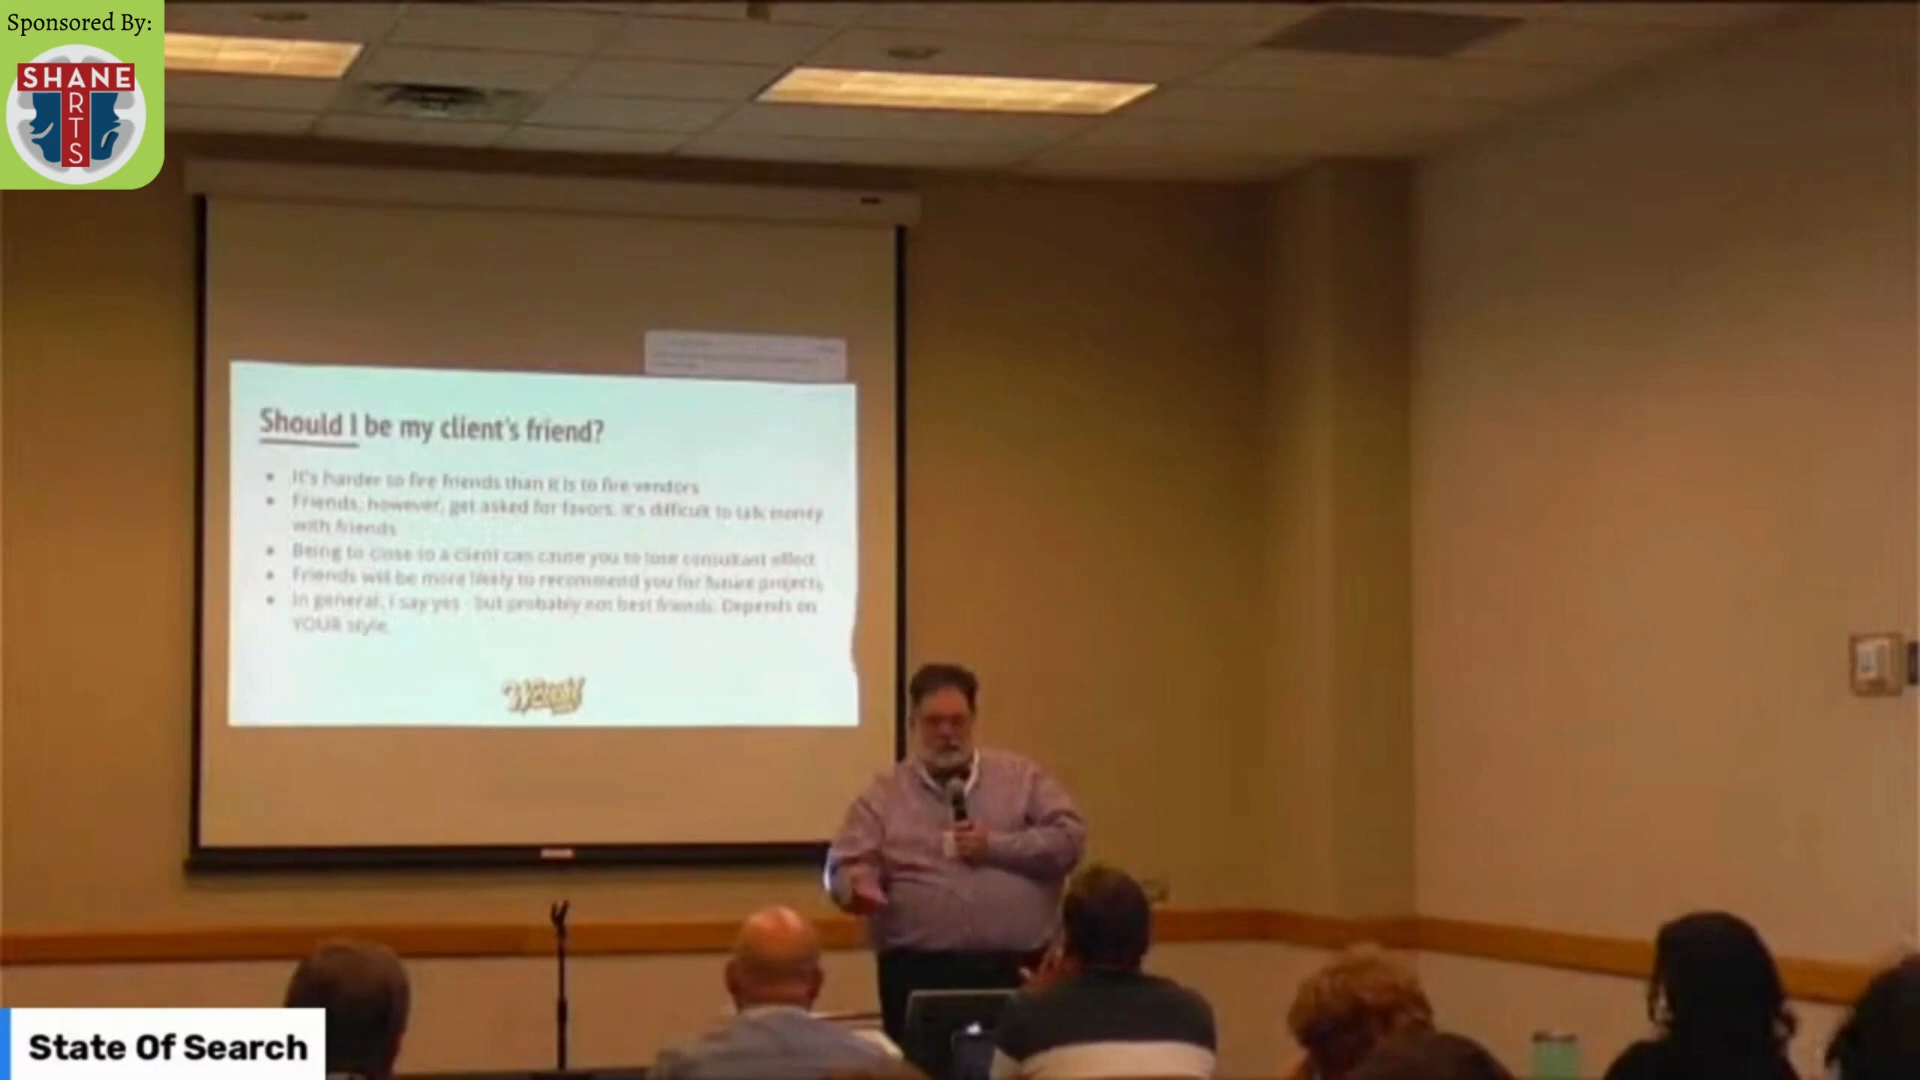 Sponsored By:
SHANE
R
T
S
Should I be my client's friend?
It's harder to fire friends than it is to fire vendors
Friends, however, get asked for favors. It's difficult to talk money
with friends
Being to close to a client can cause you to lose consultant effect
Friends will be more likely to recommend you for future projects
In general, I say yes - but probably not best friends. Depends on
YOUR style.
State Of Search